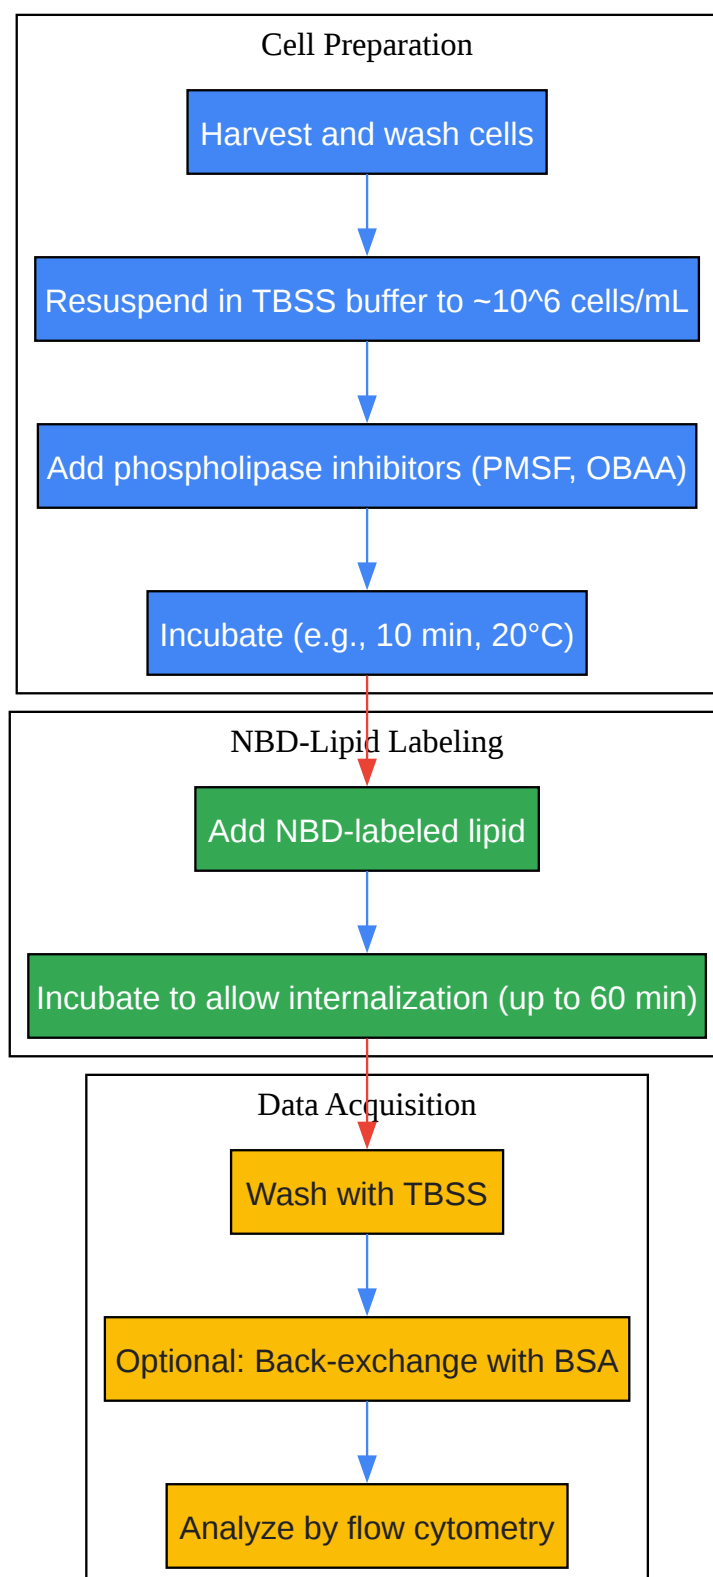 Cell Preparation
Harvest and wash cells
Resuspend in TBSS buffer to ~10^6 cells/mL
Add phospholipase inhibitors (PMSF, OBAA)
Incubate (e.g., 10 min, 20°C)
NBD-Lipid Labeling
Add NBD-labeled lipid
Incubate to allow internalization (up to 60 min)
Data Acquisition
Wash with TBSS
Optional: Back-exchange with BSA
Analyze by flow cytometry